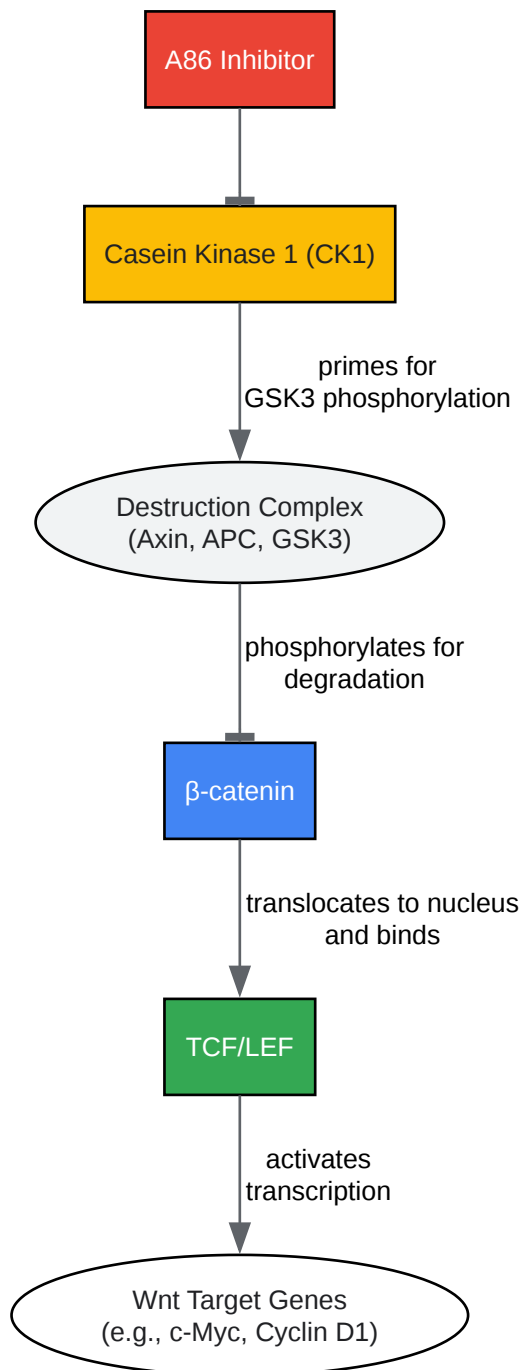 A86 Inhibitor
Casein Kinase 1 (CK1)
primes for
GSK3 phosphorylation
Destruction Complex
(Axin, APC, GSK3)
phosphorylates for
degradation
β-catenin
translocates to nucleus
and binds
TCF/LEF
activates
transcription
Wnt Target Genes
(e.g., c-Myc, Cyclin D1)